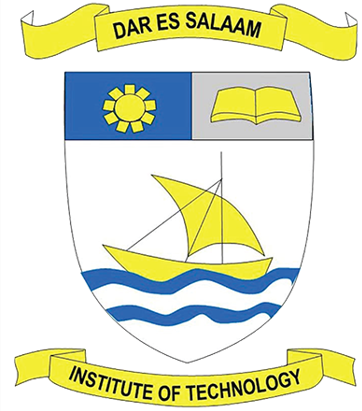 DAR ES SALAAM
INSTITUTE OF TECHNOLOGY